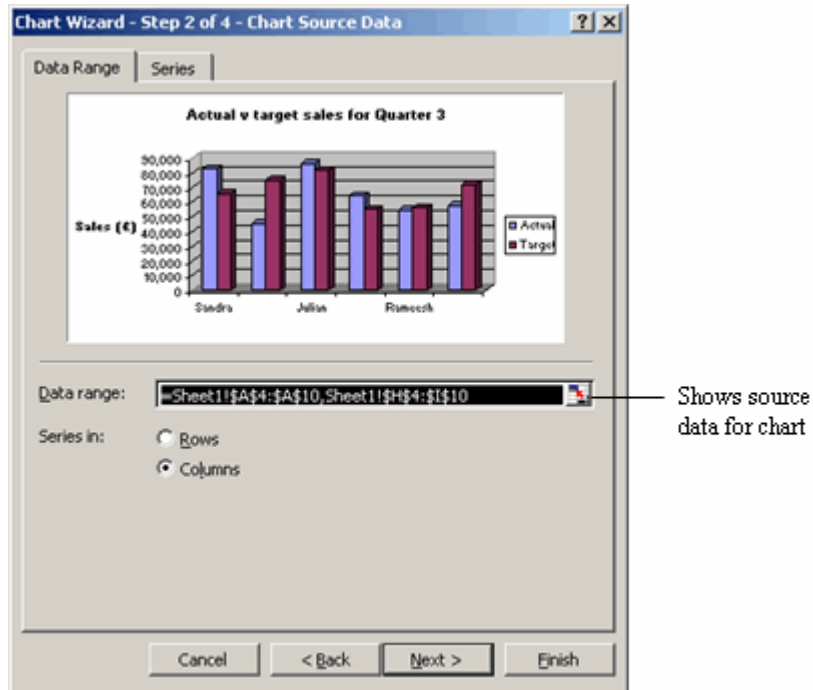 Chart Wizard - Step 2 of 4 - Chart Source Data
Data Range
Series
Actual v target sales for Quarter 3
90,000
80,000
70,000
60,000
50,000
40,000
30,000
20,000
10,000
0
Sales (€)
Sandra
Julian
Rameesh
Actual
Target
Data range:
=Sheet1!$A$4:$A$10,Sheet1!$H$4:$I$10
Shows source
data for chart
Series in:
Rows
Columns
Cancel
< Back
Next >
Finish